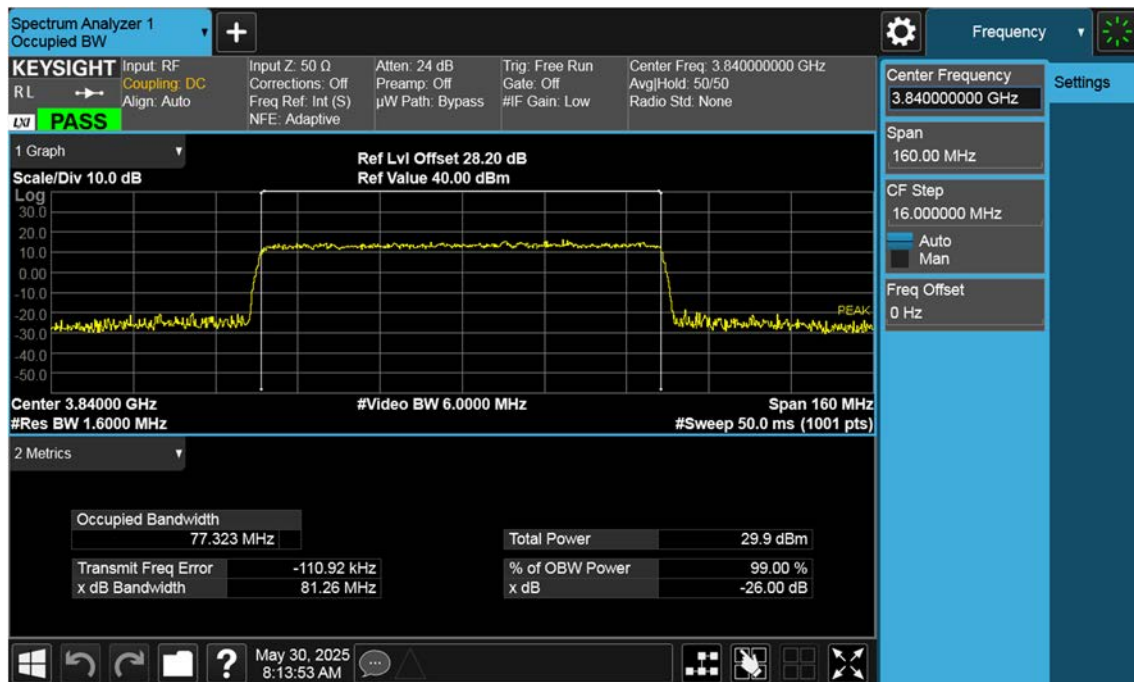 Spectrum Analyzer 1
Occupied BW
Frequency
KEYSIGHT
RL
LXI PASS
Input: RF
Coupling: DC
Align: Auto
Input Z: 50 Ω
Corrections: Off
Freq Ref: Int (S)
NFE: Adaptive
Atten: 24 dB
Preamp: Off
µW Path: Bypass
Trig: Free Run
Gate: Off
#IF Gain: Low
Center Freq: 3.840000000 GHz
Avg|Hold: 50/50
Radio Std: None
1 Graph
Scale/Div 10.0 dB
Ref Lvl Offset 28.20 dB
Ref Value 40.00 dBm
Log
30.0
20.0
10.0
0.00
-10.0
-20.0
-30.0
-40.0
-50.0
PEAK
Center 3.84000 GHz
#Video BW 6.0000 MHz
Span 160 MHz
#Res BW 1.6000 MHz
#Sweep 50.0 ms (1001 pts)
2 Metrics
Occupied Bandwidth
77.323 MHz
Total Power 29.9 dBm
Transmit Freq Error -110.92 kHz
% of OBW Power 99.00 %
x dB Bandwidth 81.26 MHz
x dB -26.00 dB
Center Frequency
3.840000000 GHz
Span
160.00 MHz
CF Step
16.000000 MHz
Auto
Man
Freq Offset
0 Hz
Settings
?
May 30, 2025
8:13:53 AM